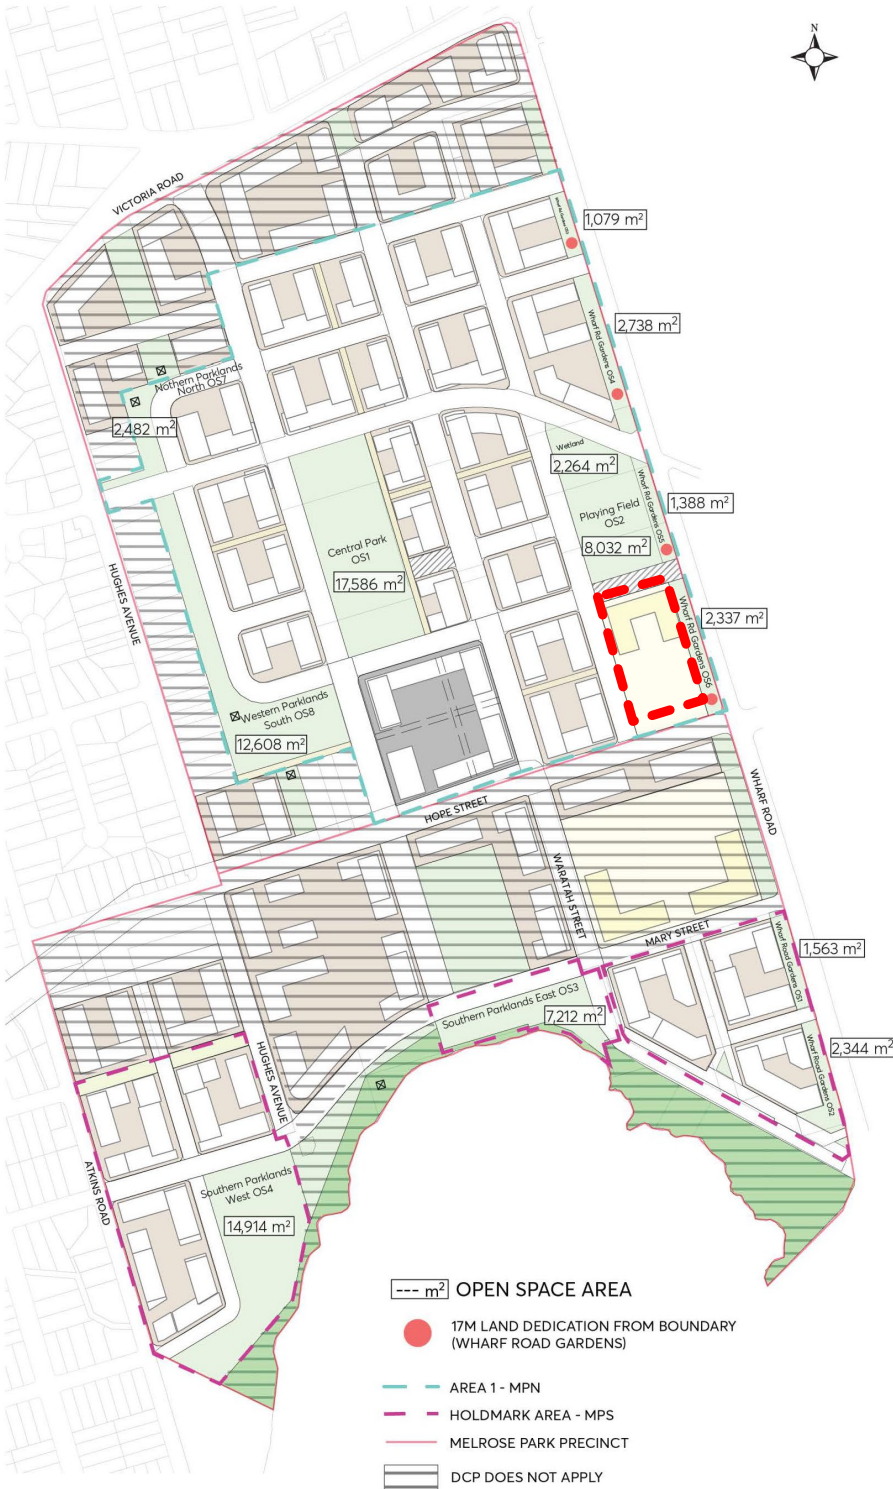 N
VICTORIA ROAD
Wharf Rd Gardens OS3
1,079 m²
2,738 m²
Wharf Rd Gardens OS4
Nothern Parklands
North OS7
2,482 m²
Wetland
2,264 m²
Wharf Rd Gardens OS5
1,388 m²
Playing Field
OS2
8,032 m²
Central Park
OS1
17,586 m²
HUGHES AVENUE
Wharf Rd Gardens OS6
2,337 m²
Western Parklands
South OS8
12,608 m²
HOPE STREET
WHARF ROAD
WARATAH STREET
MARY STREET
Wharf Road Gardens OS1
1,563 m²
Southern Parklands East OS3
7,212 m²
Wharf Road Gardens OS2
2,344 m²
HUGHES AVENUE
ATKINS ROAD
Southern Parklands
West OS4
14,914 m²
--- m² OPEN SPACE AREA
17M LAND DEDICATION FROM BOUNDARY
(WHARF ROAD GARDENS)
AREA 1 - MPN
HOLDMARK AREA - MPS
MELROSE PARK PRECINCT
DCP DOES NOT APPLY